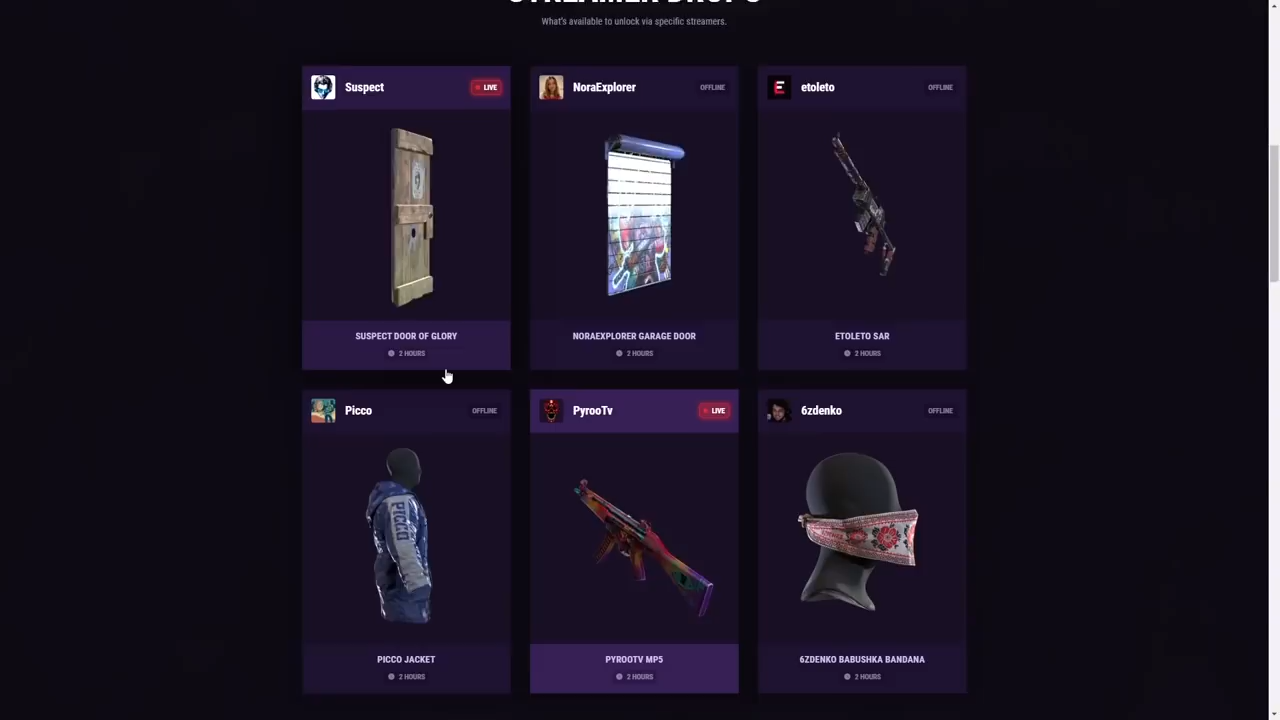 STREAMER DROPS
What's available to unlock via specific streamers.
Suspect LIVE
NoraExplorer OFFLINE
etoleto OFFLINE
SUSPECT DOOR OF GLORY
2 HOURS
NORAEXPLORER GARAGE DOOR
2 HOURS
ETOLETO SAR
2 HOURS
Picco OFFLINE
PyrooTv LIVE
6zdenko OFFLINE
PICCO
PICCO JACKET
2 HOURS
PYROOTV MP5
2 HOURS
6ZDENKO BABUSHKA BANDANA
2 HOURS